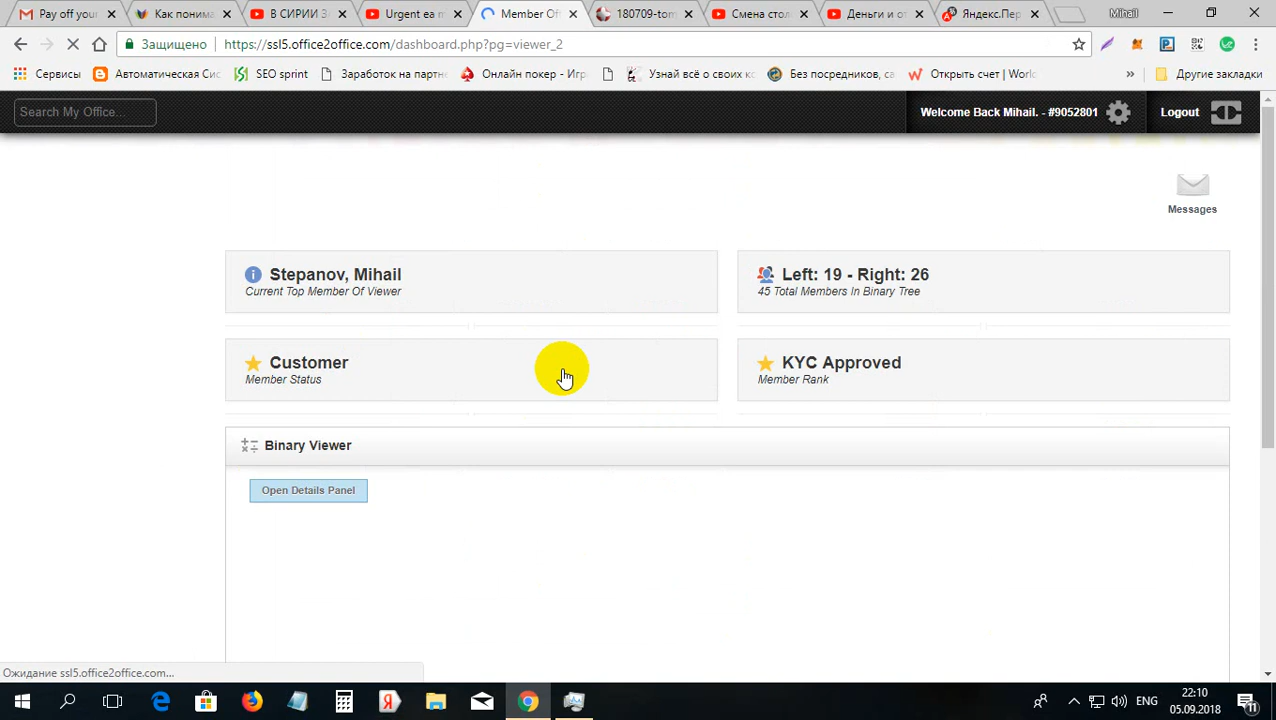 Pay off you
Как понима
В СИРИИ З
Urgent ea m
Member Of
180709-tom
Смена стол
Деньги и от
Яндекс.Пер
Mihail
Защищено
https://ssl5.office2office.com/dashboard.php?pg=viewer_2
Сервисы
Автоматическая Сис
SEO sprint
Заработок на партне
Онлайн покер - Игр
Узнай всё о своих ко
Без посредников, са
Открыть счет | Worl
»
Другие закладки
Search My Office...
Welcome Back Mihail. - #9052801
Logout
Messages
Stepanov, Mihail
Current Top Member Of Viewer
Left: 19 - Right: 26
45 Total Members In Binary Tree
Customer
Member Status
KYC Approved
Member Rank
Binary Viewer
Open Details Panel
Ожидание ssl5.office2office.com...
ENG
22:10
05.09.2018
11